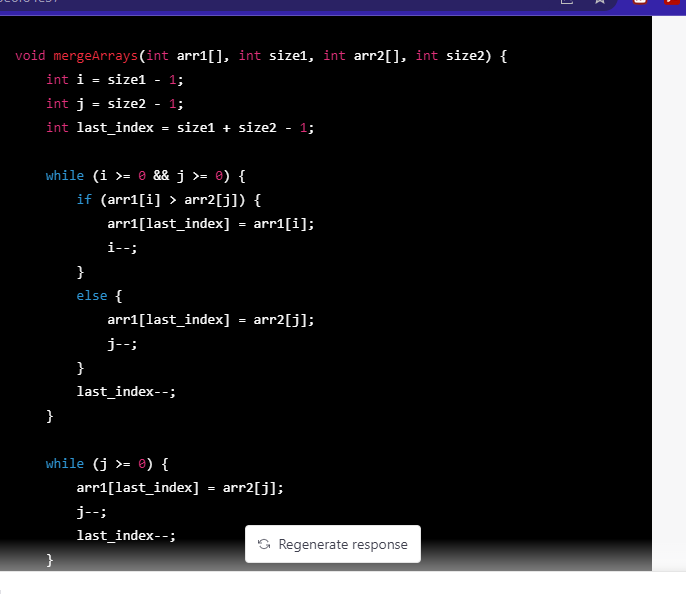 void mergeArrays(int arr1[], int size1, int arr2[], int size2) {
    int i = size1 - 1;
    int j = size2 - 1;
    int last_index = size1 + size2 - 1;
    while (i >= 0 && j >= 0) {
        if (arr1[i] > arr2[j]) {
            arr1[last_index] = arr1[i];
            i--;
        }
        else {
            arr1[last_index] = arr2[j];
            j--;
        }
        last_index--;
    }
    while (j >= 0) {
        arr1[last_index] = arr2[j];
        j--;
        last_index--;
Regenerate response
    }